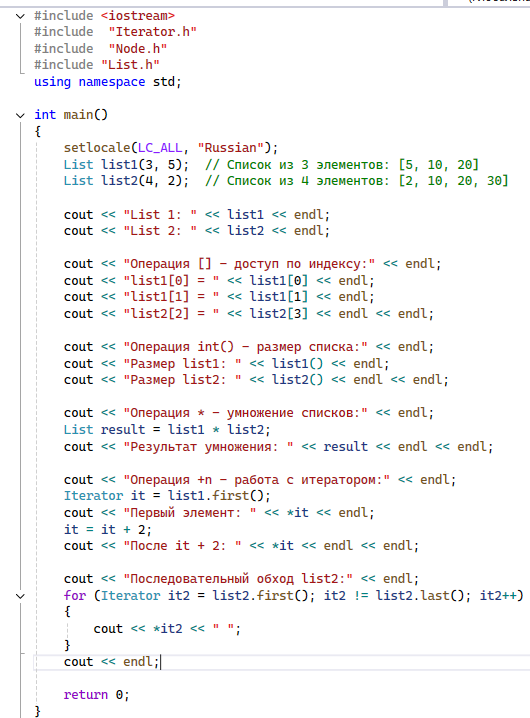 #include <iostream>
#include  "Iterator.h"
#include  "Node.h"
#include "List.h"
using namespace std;

int main()
{
    setlocale(LC_ALL, "Russian");
    List list1(3, 5);  // Список из 3 элементов: [5, 10, 20]
    List list2(4, 2);  // Список из 4 элементов: [2, 10, 20, 30]

    cout << "List 1: " << list1 << endl;
    cout << "List 2: " << list2 << endl;

    cout << "Операция [] - доступ по индексу:" << endl;
    cout << "list1[0] = " << list1[0] << endl;
    cout << "list1[1] = " << list1[1] << endl;
    cout << "list2[2] = " << list2[3] << endl << endl;

    cout << "Операция int() - размер списка:" << endl;
    cout << "Размер list1: " << list1() << endl;
    cout << "Размер list2: " << list2() << endl << endl;

    cout << "Операция * - умножение списков:" << endl;
    List result = list1 * list2;
    cout << "Результат умножения: " << result << endl << endl;

    cout << "Операция +n - работа с итератором:" << endl;
    Iterator it = list1.first();
    cout << "Первый элемент: " << *it << endl;
    it = it + 2;
    cout << "После it + 2: " << *it << endl << endl;

    cout << "Последовательный обход list2:" << endl;
    for (Iterator it2 = list2.first(); it2 != list2.last(); it2++)
    {
        cout << *it2 << " ";
    }
    cout << endl;

    return 0;
}